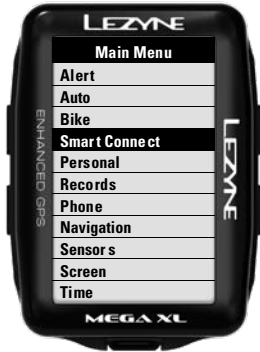 LEZYNE
Main Menu
Alert
Auto
Bike
Smart Connect
Personal
Records
Phone
Navigation
Sensors
Screen
Time
ENHANCED GPS
LEZYNE
MEGA XL